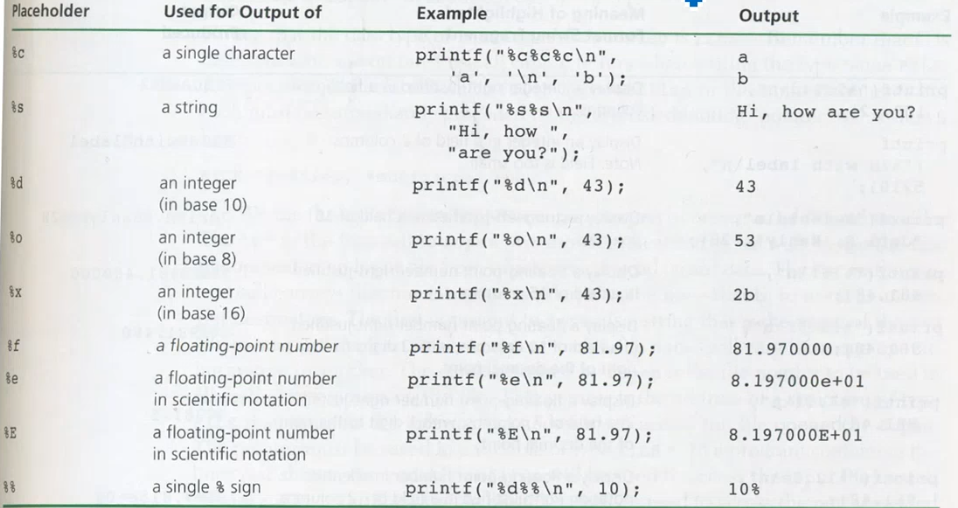 Placeholder Used for Output of Example Output
%c a single character printf("%c%c%c\n",
'a', '\n', 'b'); b
%s a string printf("%s%s\n", Hi, how are you?
"Hi, how ",
"are you?");
%d an integer printf("%d\n", 43); 43
(in base 10)
%o an integer printf("%o\n", 43); 53
(in base 8)
%x an integer printf("%x\n", 43); 2b
(in base 16)
%f a floating-point number printf("%f\n", 81.97); 81.970000
%e a floating-point number printf("%e\n", 81.97); 8.197000e+01
in scientific notation
%E a floating-point number printf("%E\n", 81.97); 8.197000E+01
in scientific notation
%% a single % sign printf("%d%%\n", 10); 10%